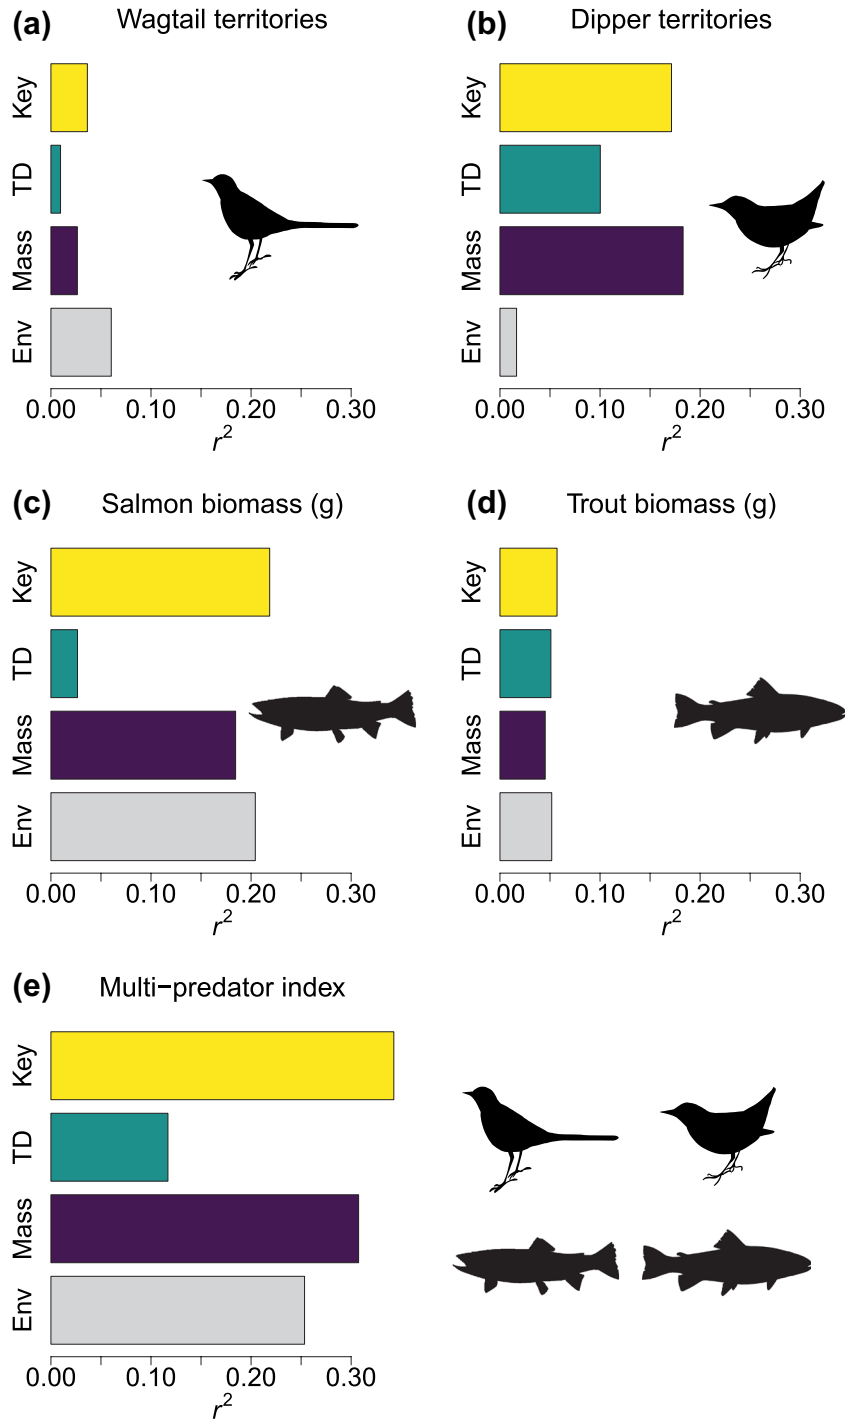 (a) Wagtail territories
Key
TD
Mass
Env
0.00 0.10 0.20 0.30
r²
(b) Dipper territories
Key
TD
Mass
Env
0.00 0.10 0.20 0.30
r²
(c) Salmon biomass (g)
Key
TD
Mass
Env
0.00 0.10 0.20 0.30
r²
(d) Trout biomass (g)
Key
TD
Mass
Env
0.00 0.10 0.20 0.30
r²
(e) Multi−predator index
Key
TD
Mass
Env
0.00 0.10 0.20 0.30
r²